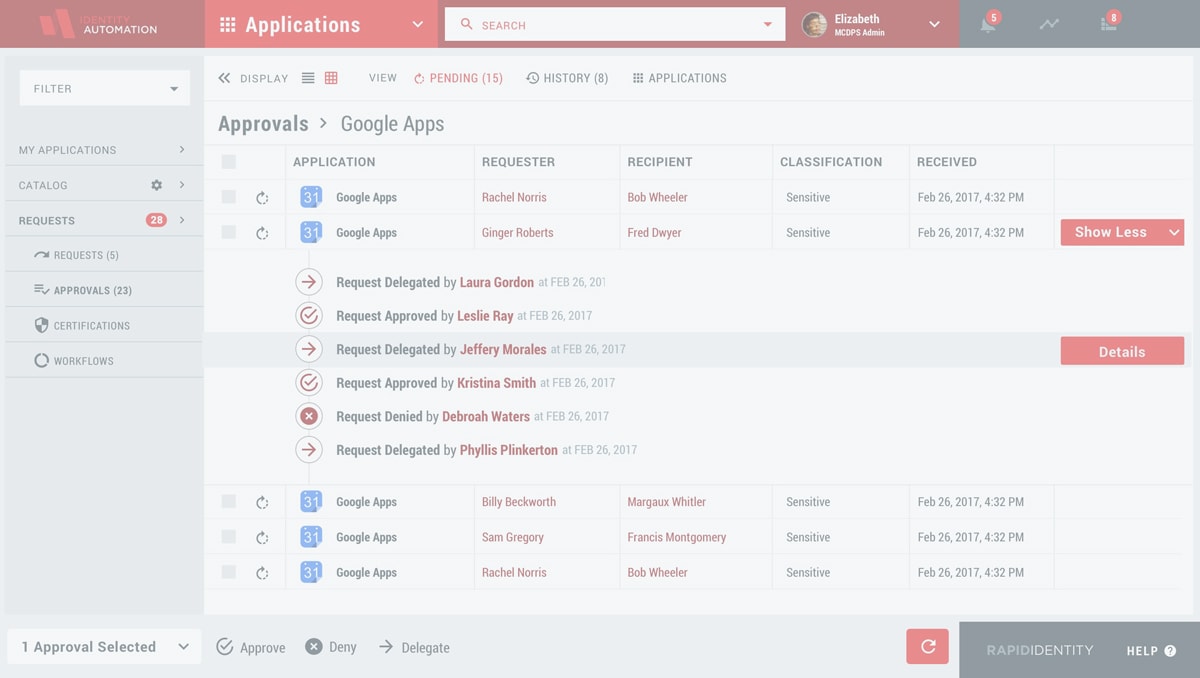 IDENTITY
AUTOMATION
Applications
SEARCH
Elizabeth
MCDPS Admin
5
8
FILTER
DISPLAY VIEW PENDING (15) HISTORY (8) APPLICATIONS
Approvals > Google Apps
MY APPLICATIONS
CATALOG
REQUESTS 28
REQUESTS (5)
APPROVALS (23)
CERTIFICATIONS
WORKFLOWS
APPLICATION REQUESTER RECIPIENT CLASSIFICATION RECEIVED
31 Google Apps Rachel Norris Bob Wheeler Sensitive Feb 26, 2017, 4:32 PM
31 Google Apps Ginger Roberts Fred Dwyer Sensitive Feb 26, 2017, 4:32 PM Show Less
Request Delegated by Laura Gordon at FEB 26, 201
Request Approved by Leslie Ray at FEB 26, 2017
Request Delegated by Jeffery Morales at FEB 26, 2017 Details
Request Approved by Kristina Smith at FEB 26, 2017
Request Denied by Debroah Waters at FEB 26, 2017
Request Delegated by Phyllis Plinkerton at FEB 26, 2017
31 Google Apps Billy Beckworth Margaux Whitler Sensitive Feb 26, 2017, 4:32 PM
31 Google Apps Sam Gregory Francis Montgomery Sensitive Feb 26, 2017, 4:32 PM
31 Google Apps Rachel Norris Bob Wheeler Sensitive Feb 26, 2017, 4:32 PM
1 Approval Selected Approve Deny Delegate
RAPIDIDENTITY HELP ?